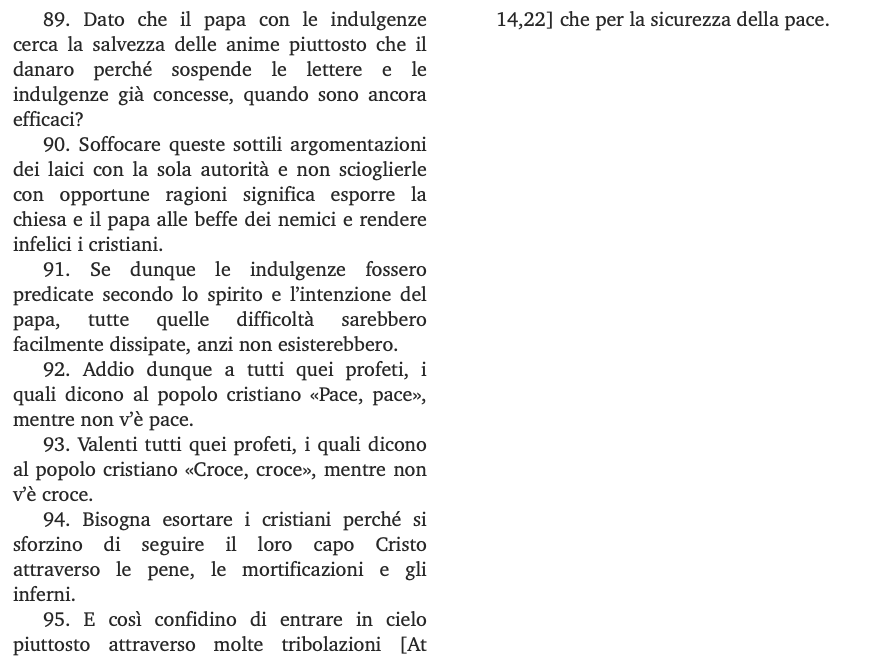 89. Dato che il papa con le indulgenze
cerca la salvezza delle anime piuttosto che il
danaro perché sospende le lettere e le
indulgenze già concesse, quando sono ancora
efficaci?
90. Soffocare queste sottili argomentazioni
dei laici con la sola autorità e non scioglierle
con opportune ragioni significa esporre la
chiesa e il papa alle beffe dei nemici e rendere
infelici i cristiani.
91. Se dunque le indulgenze fossero
predicate secondo lo spirito e l’intenzione del
papa, tutte quelle difficoltà sarebbero
facilmente dissipate, anzi non esisterebbero.
92. Addio dunque a tutti quei profeti, i
quali dicono al popolo cristiano «Pace, pace»,
mentre non v’è pace.
93. Valenti tutti quei profeti, i quali dicono
al popolo cristiano «Croce, croce», mentre non
v’è croce.
94. Bisogna esortare i cristiani perché si
sforzino di seguire il loro capo Cristo
attraverso le pene, le mortificazioni e gli
inferni.
95. E così confidino di entrare in cielo
piuttosto attraverso molte tribolazioni [At
14,22] che per la sicurezza della pace.